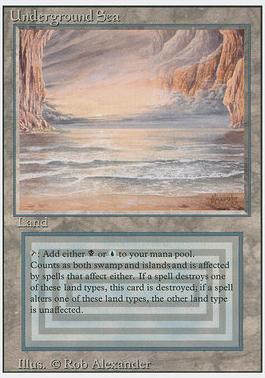 Underground Sea
Land
: Add either or to your mana pool.
Counts as both swamp and islands and is affected
by spells that affect either. If a spell destroys one
of these land types, this card is destroyed; if a spell
alters one of these land types, the other land type
is unaffected.
Illus. © Rob Alexander